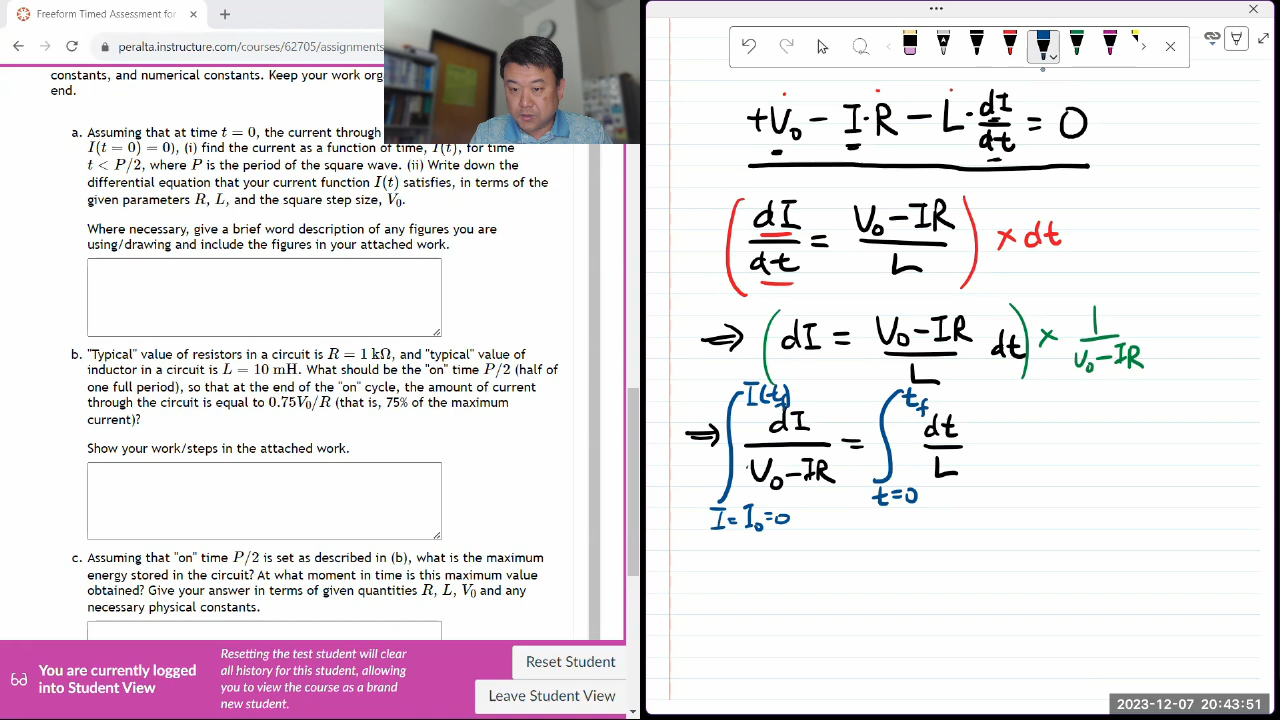 Freeform Timed Assessment for
peralta.instructure.com/courses/62705/assignments
constants, and numerical constants. Keep your work org
end.
a. Assuming that at time t = 0, the current through
I(t = 0) = 0), (i) find the current as a function of time, I(t), for time
t < P/2, where P is the period of the square wave. (ii) Write down the
differential equation that your current function I(t) satisfies, in terms of the
given parameters R, L, and the square step size, V₀.
Where necessary, give a brief word description of any figures you are
using/drawing and include the figures in your attached work.
b. "Typical" value of resistors in a circuit is R = 1 kΩ, and "typical" value of
inductor in a circuit is L = 10 mH. What should be the "on" time P/2 (half of
one full period), so that at the end of the "on" cycle, the amount of current
through the circuit is equal to 0.75V₀/R (that is, 75% of the maximum
current)?
Show your work/steps in the attached work.
c. Assuming that "on" time P/2 is set as described in (b), what is the maximum
energy stored in the circuit? At what moment in time is this maximum value
obtained? Give your answer in terms of given quantities R, L, V₀ and any
necessary physical constants.
You are currently logged
into Student View
Resetting the test student will clear
all history for this student, allowing
you to view the course as a brand
new student.
Reset Student
Leave Student View
+V₀ − I·R − L·dI/dt = 0
(dI/dt = (V₀−IR)/L) × dt
⇒ (dI = (V₀−IR)/L dt) × 1/(V₀−IR)
I(t_f) t_f
⇒ ∫ dI/(V₀−IR) = ∫ dt/L
I = I₀ = 0 t=0
2023-12-07 20:43:51